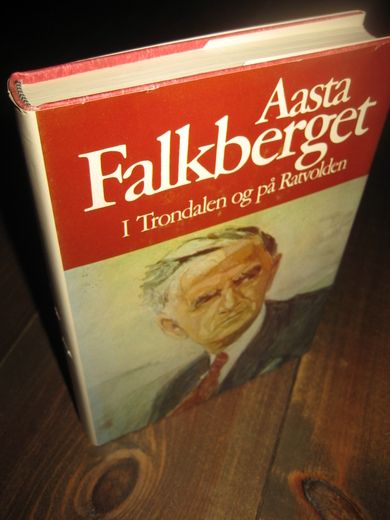 Aasta
Falkberget
I Trondalen og på Ratvolden